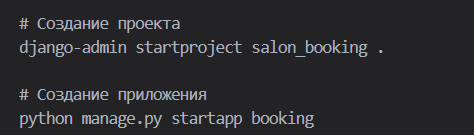 # Создание проекта
django-admin startproject salon_booking .
# Создание приложения
python manage.py startapp booking